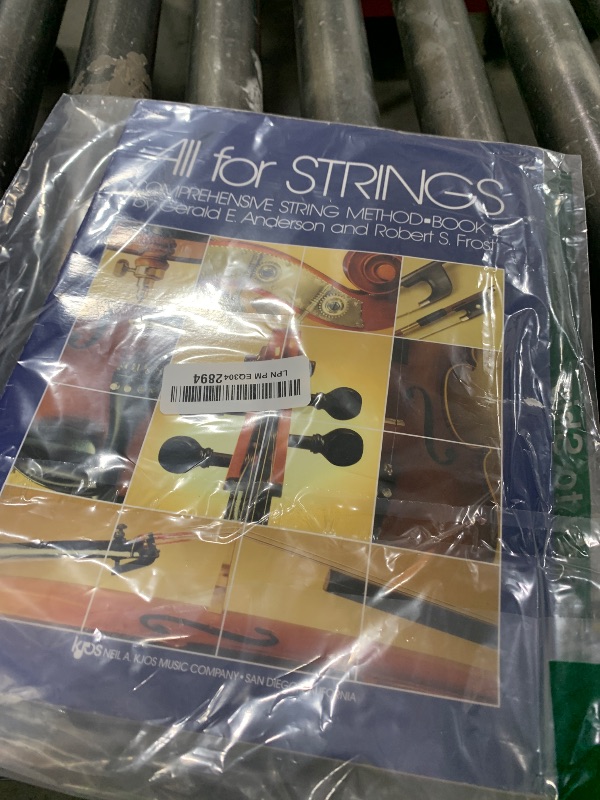 All for STRINGS
COMPREHENSIVE STRING METHOD▪BOOK
by Gerald E. Anderson and Robert S. Frost
LPN PM EQ3042894
KJOS NEIL A. KJOS MUSIC COMPANY • SAN DIEGO, CALIFORNIA